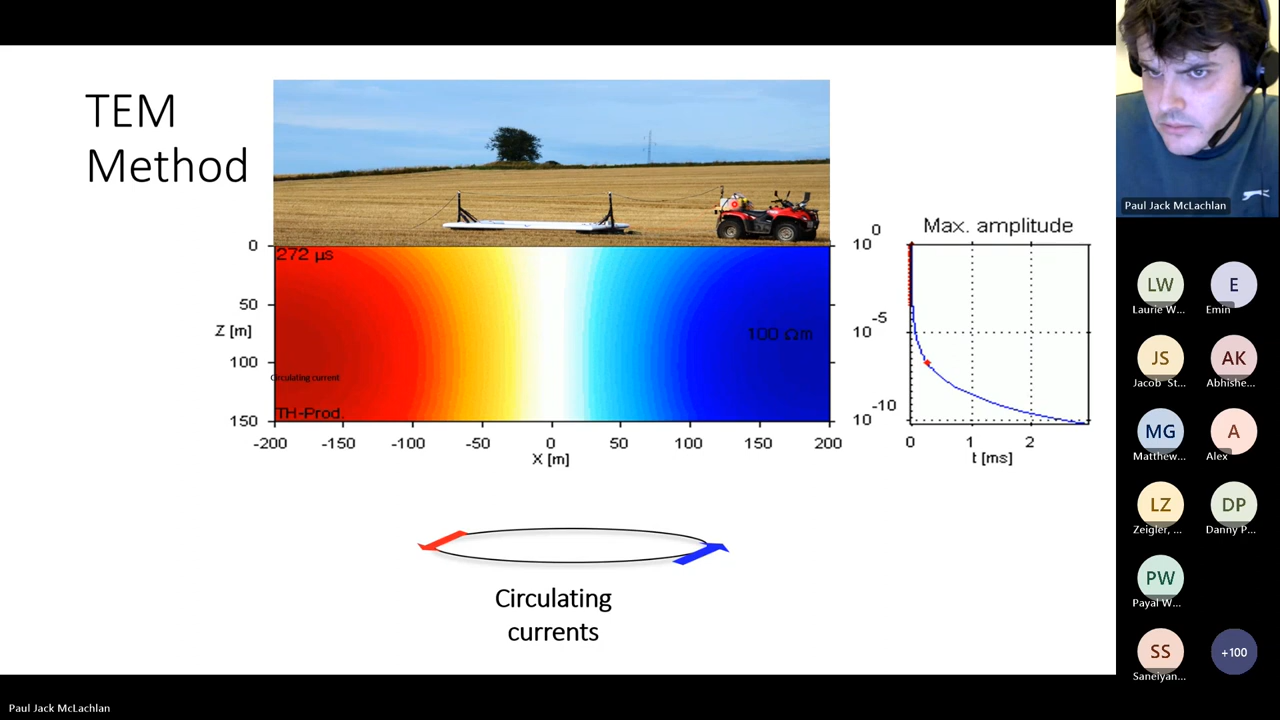 TEM
Method
272 µs
100 Ωm
Circulating current
TH-Prod.
0
50
Z [m]
100
150
-200 -150 -100 -50 0 50 100 150 200
X [m]
Max. amplitude
10 0
10 -5
10 -10
0 1 2
t [ms]
Circulating
currents
Paul Jack McLachlan
LW E
Laurie W... Emin
JS AK
Jacob St... Abhishe...
MG A
Matthew... Alex
LZ DP
Zeigler, ... Danny P...
PW
Payal W...
SS +100
Saneiyan...
Paul Jack McLachlan